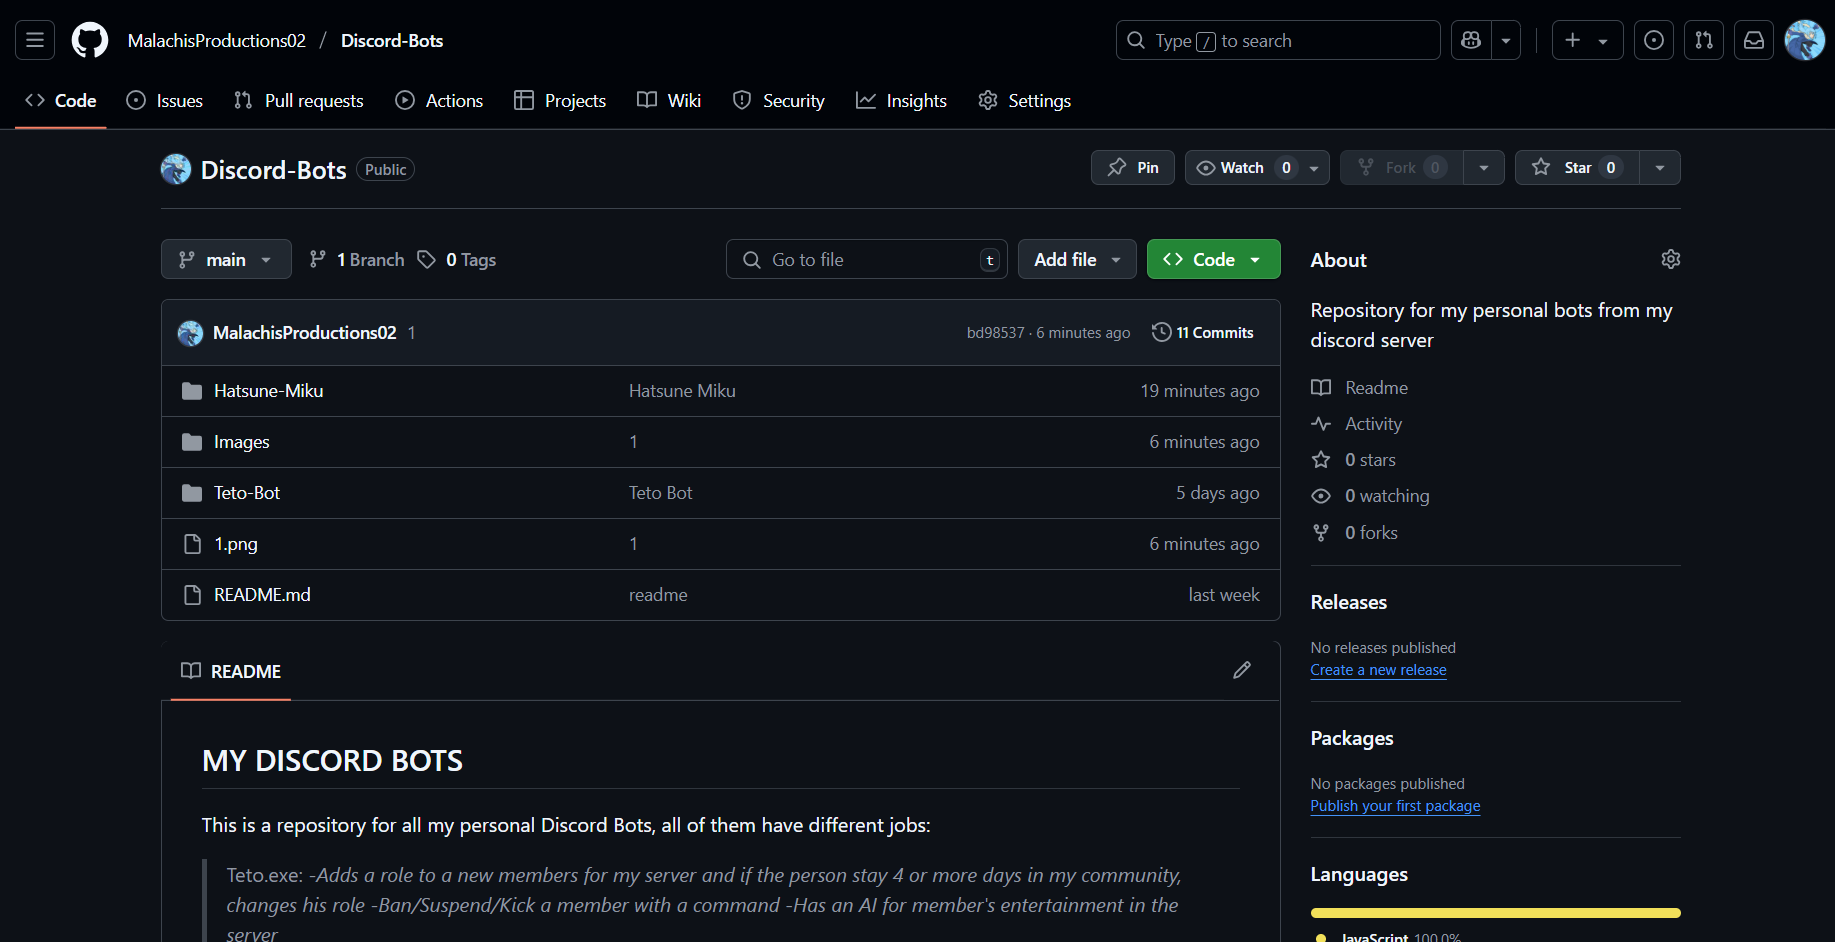 MalachisProductions02 / Discord-Bots
Type / to search
Code Issues Pull requests Actions Projects Wiki Security Insights Settings
Discord-Bots Public
Pin Watch 0 Fork 0 Star 0
main 1 Branch 0 Tags
Go to file t Add file Code
MalachisProductions02 1 bd98537 · 6 minutes ago 11 Commits
Hatsune-Miku Hatsune Miku 19 minutes ago
Images 1 6 minutes ago
Teto-Bot Teto Bot 5 days ago
1.png 1 6 minutes ago
README.md readme last week
README
MY DISCORD BOTS
This is a repository for all my personal Discord Bots, all of them have different jobs:
Teto.exe: -Adds a role to a new members for my server and if the person stay 4 or more days in my community,
changes his role -Ban/Suspend/Kick a member with a command -Has an AI for member's entertainment in the
server
About
Repository for my personal bots from my
discord server
Readme
Activity
0 stars
0 watching
0 forks
Releases
No releases published
Create a new release
Packages
No packages published
Publish your first package
Languages
JavaScript 100.0%